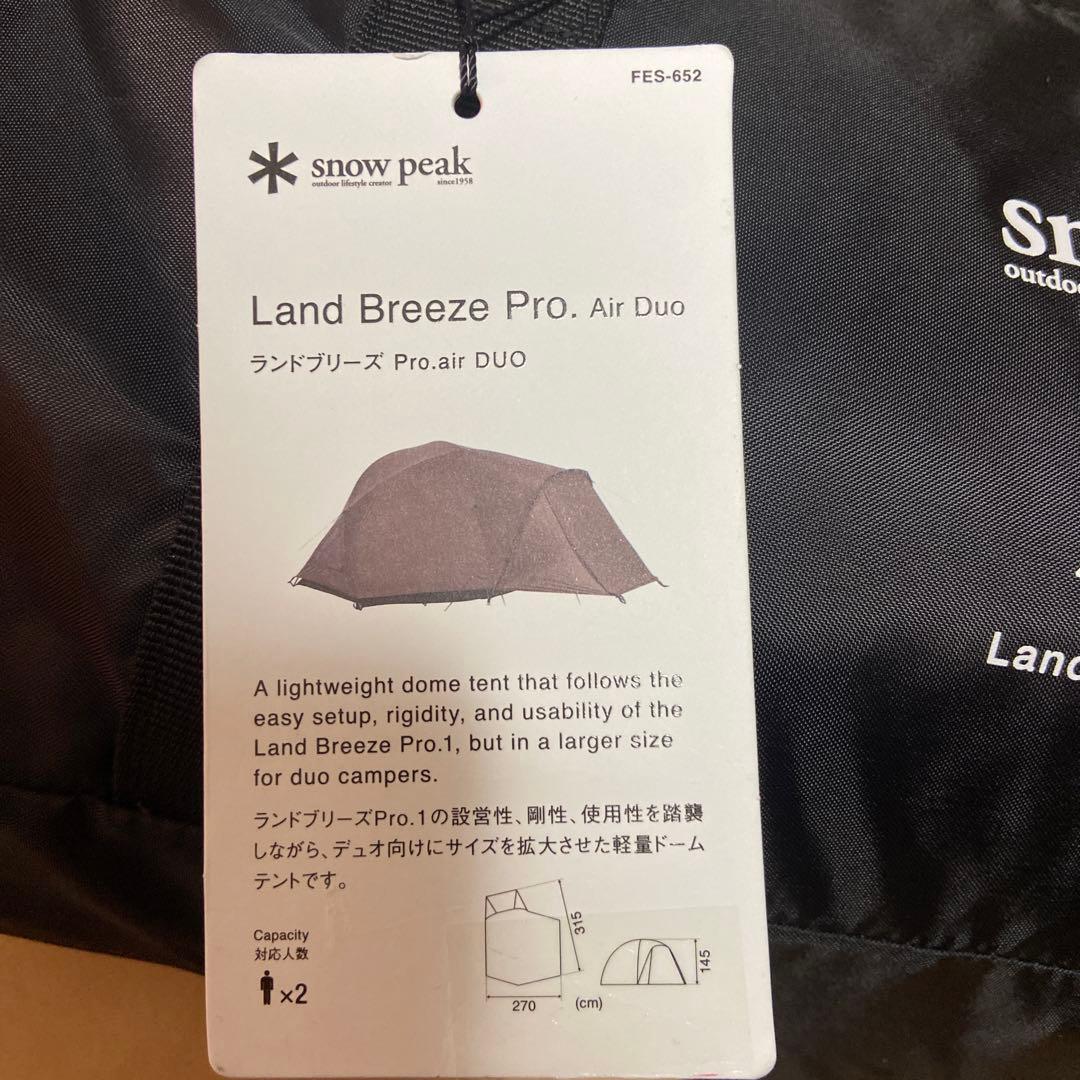 FES-652
snow peak
outdoor lifestyle creator since1958
Land Breeze Pro. Air Duo
ランドブリーズ Pro.air DUO
A lightweight dome tent that follows the
easy setup, rigidity, and usability of the
Land Breeze Pro.1, but in a larger size
for duo campers.
ランドブリーズPro.1の設営性、剛性、使用性を踏襲
しながら、デュオ向けにサイズを拡大させた軽量ドーム
テントです。
Capacity
対応人数
×2
315
270
(cm)
145
sn
outdoo
Land